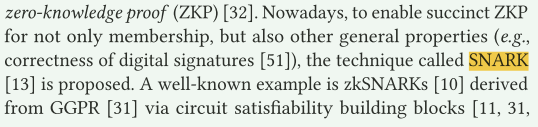 zero-knowledge proof (ZKP) [32]. Nowadays, to enable succinct ZKP
for not only membership, but also other general properties (e.g.,
correctness of digital signatures [51]), the technique called SNARK
[13] is proposed. A well-known example is zkSNARKs [10] derived
from GGPR [31] via circuit satisfiability building blocks [11, 31,